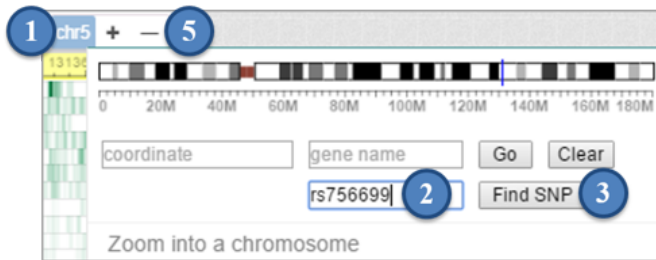 1 chr5 + — 5
13136
0 20M 40M 60M 80M 100M 120M 140M 160M 180M
coordinate gene name Go Clear
rs756699 2 Find SNP 3
Zoom into a chromosome